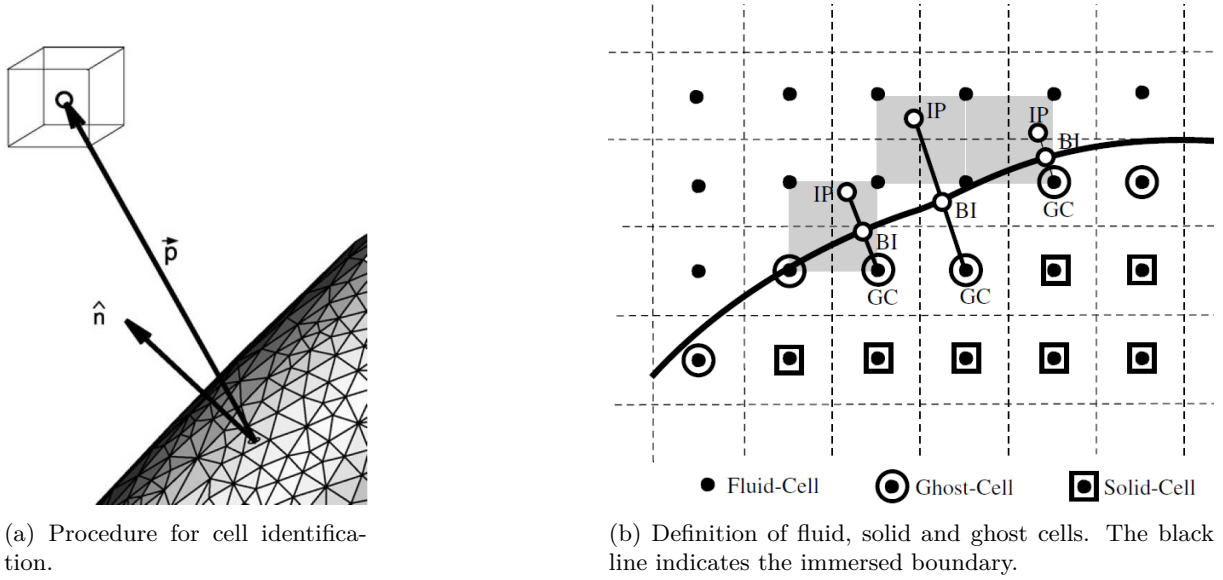 p⃗
n̂
(a) Procedure for cell identifica-
tion.
IP
IP
BI
IP
BI
GC
BI
GC
GC
Fluid-Cell
Ghost-Cell
Solid-Cell
(b) Definition of fluid, solid and ghost cells. The black
line indicates the immersed boundary.